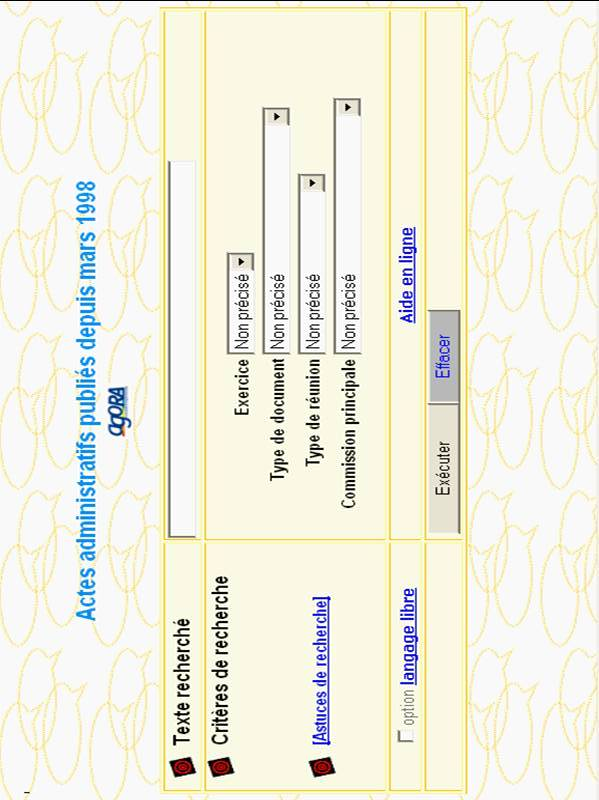 Actes administratifs publiés depuis mars 1998
agORA
Texte recherché
Critères de recherche
Exercice Non précisé
Type de document Non précisé
[Astuces de recherche]
Type de réunion Non précisé
Commission principale Non précisé
option langage libre
Aide en ligne
Exécuter Effacer